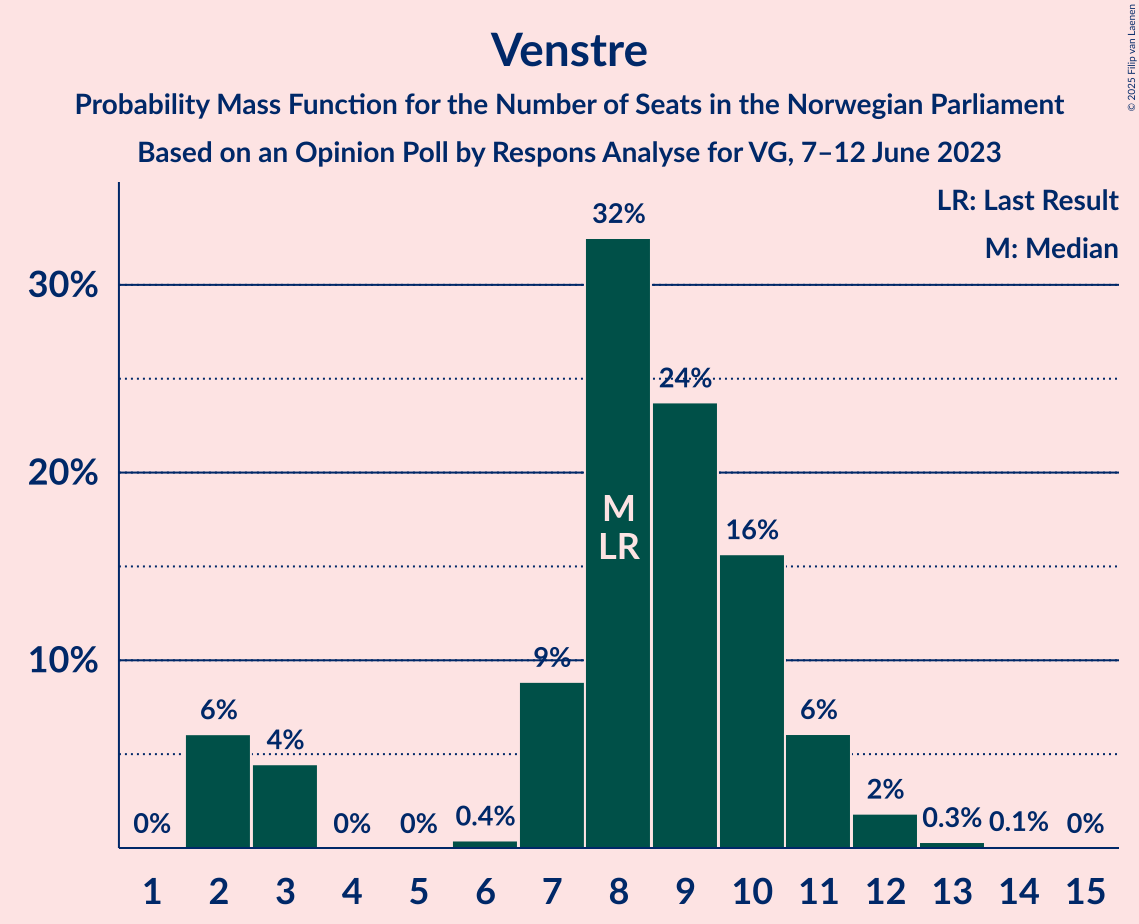 © 2025 Filip van Laenen
Venstre
Probability Mass Function for the Number of Seats in the Norwegian Parliament
Based on an Opinion Poll by Respons Analyse for VG, 7–12 June 2023
LR: Last Result
M: Median
30%
20%
10%
0%
6%
4%
0%
0%
0.4%
9%
32%
24%
16%
6%
2%
0.3%
0.1%
0%
M
LR
1 2 3 4 5 6 7 8 9 10 11 12 13 14 15